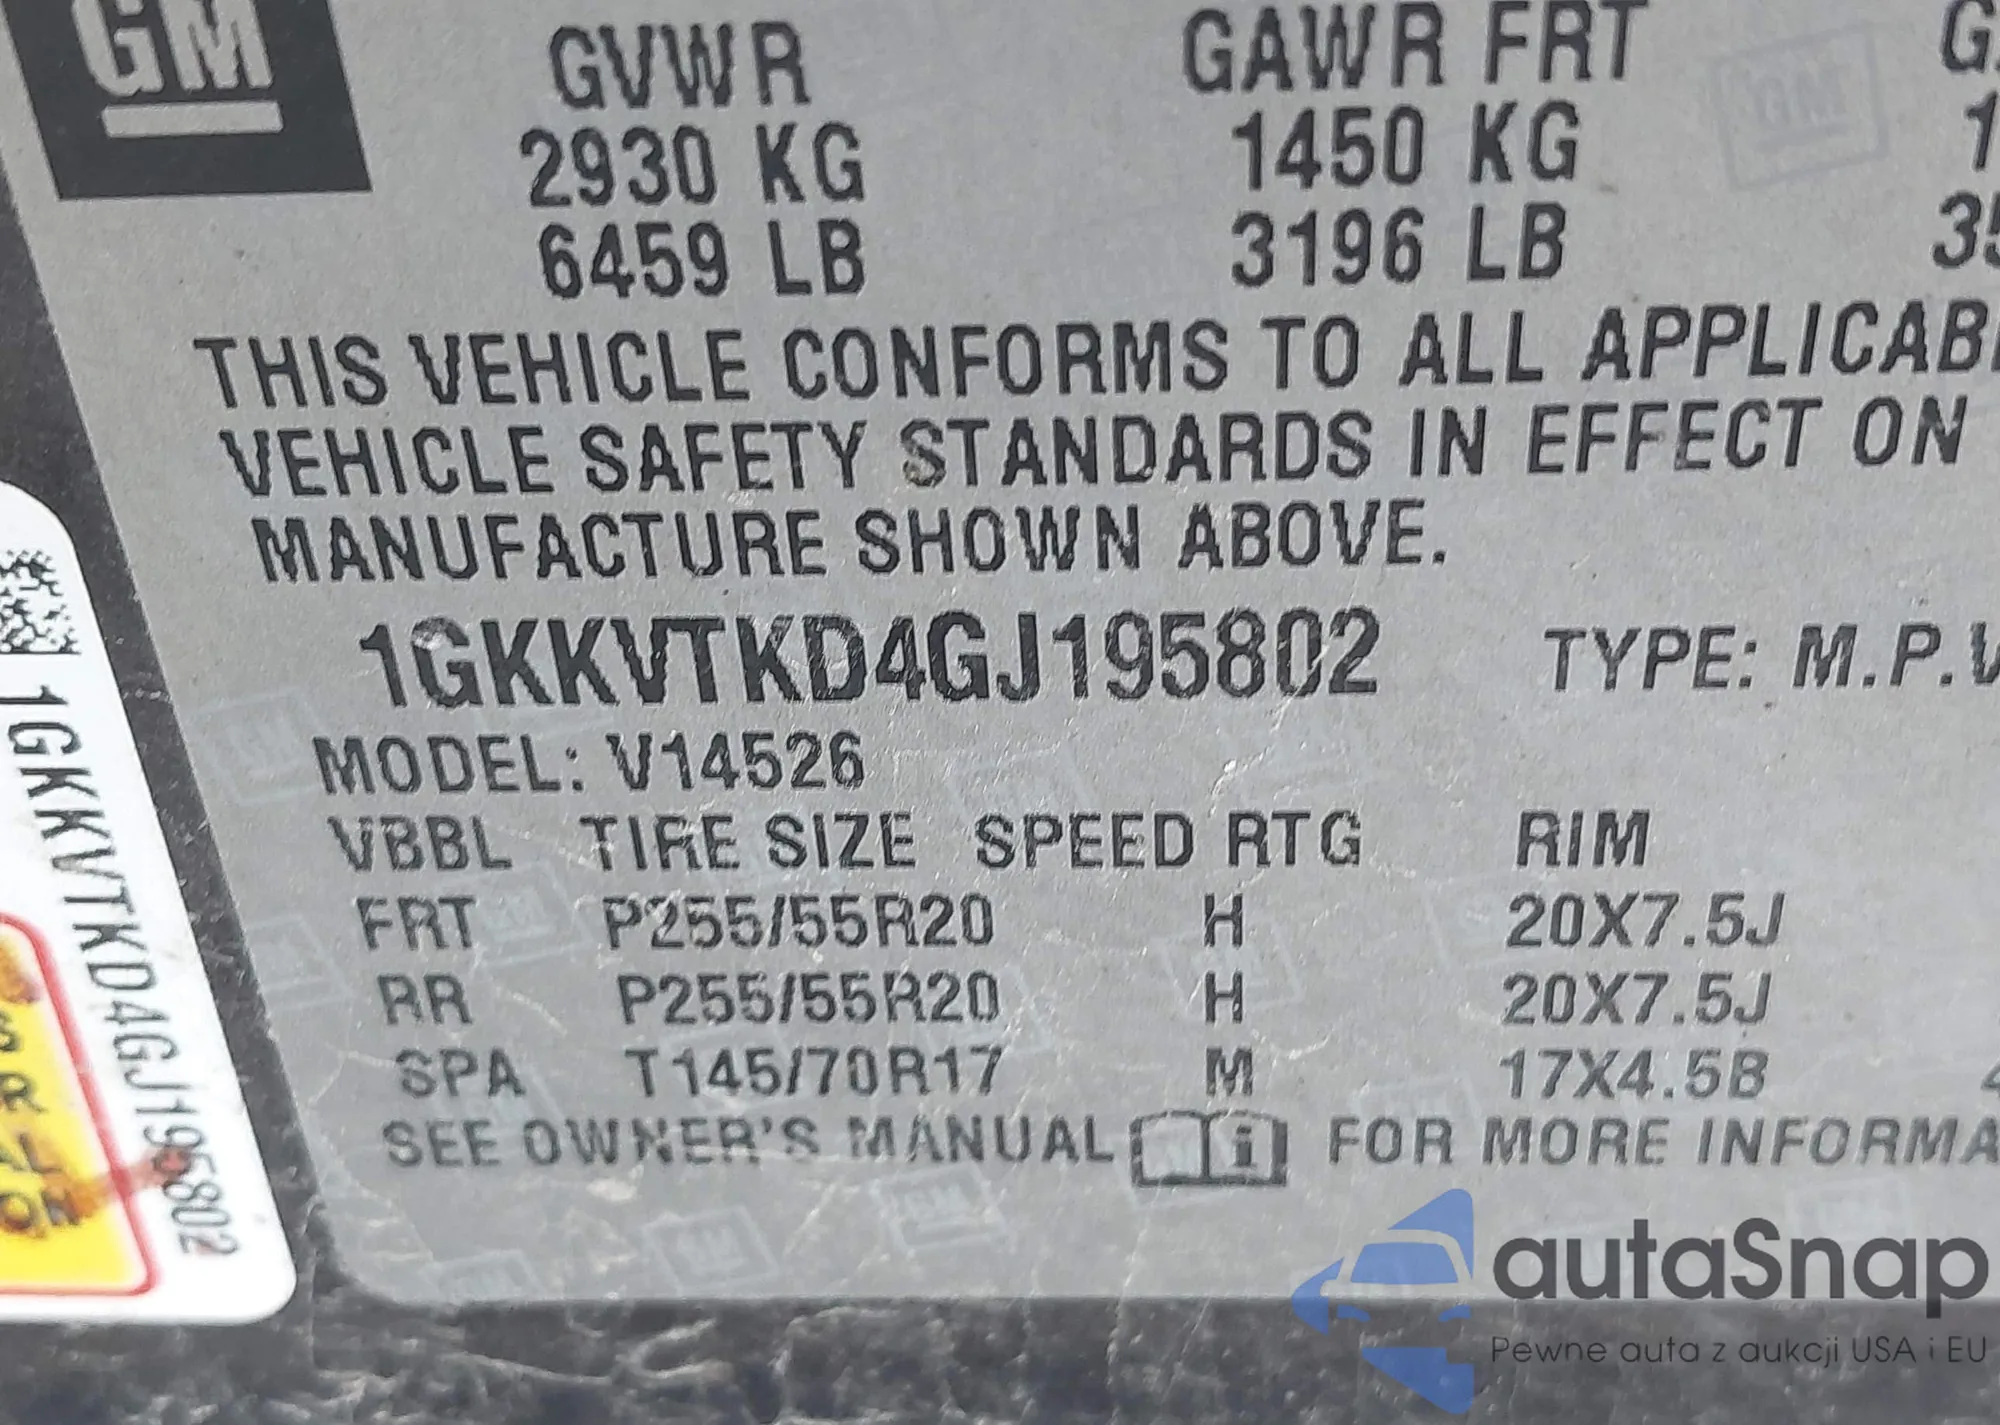 GM
GVWR GAWR FRT
2930 KG 1450 KG
6459 LB 3196 LB
THIS VEHICLE CONFORMS TO ALL
VEHICLE SAFETY STANDARDS IN EFFECT ON
MANUFACTURE SHOWN ABOVE.
1GKKVTKD4GJ195802 TYPE: M.P.V
MODEL: V14526
VBBL TIRE SIZE SPEED RTG RIM
FRT P255/55R20 H 20X7.5J
RR P255/55R20 H 20X7.5J
SPA T145/70R17 M 17X4.5B
SEE OWNER'S MANUAL i FOR MORE
1GKKVTKD4GJ195802
autaSnap
Pewne auta z aukcji USA i EU